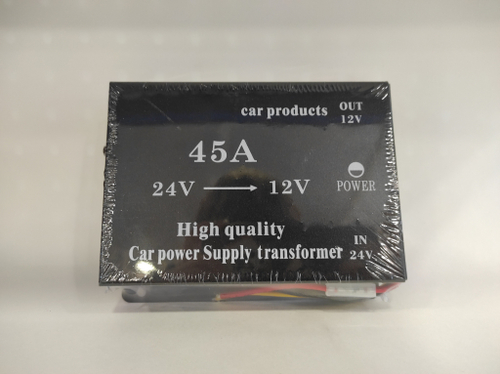 car products
OUT
12V
45A
24V → 12V
POWER
High quality
Car power Supply transformer
IN
24V